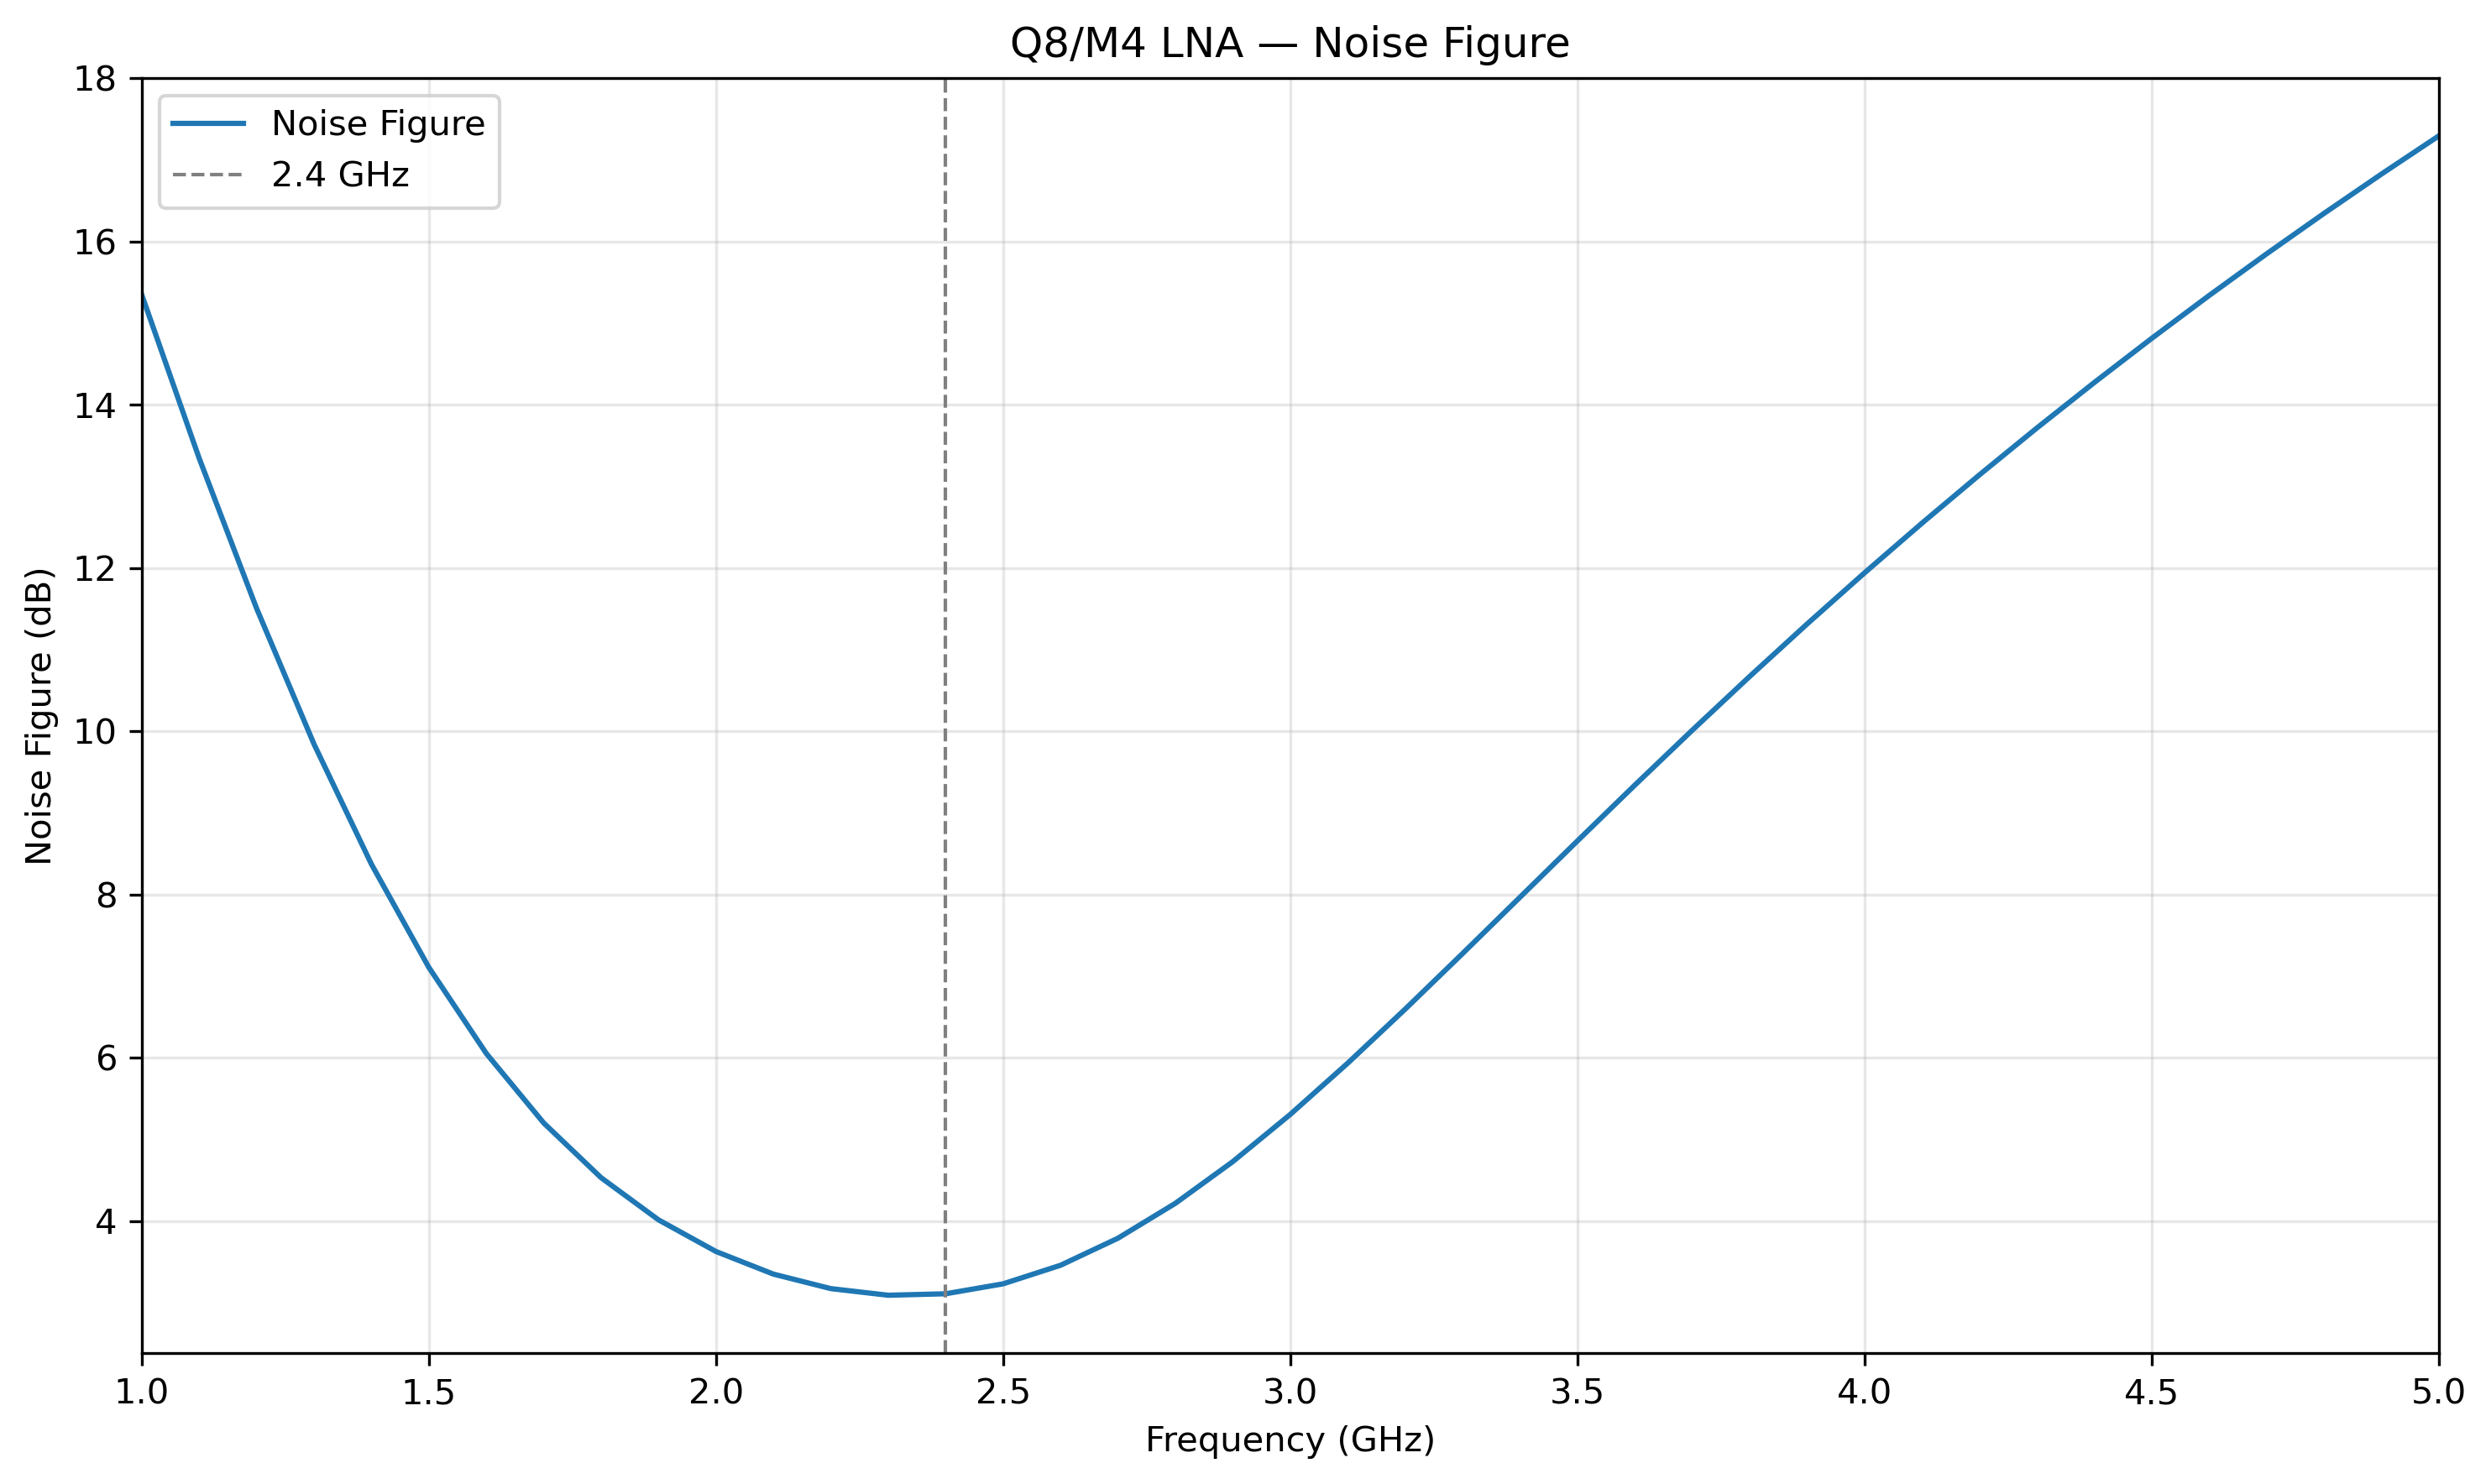 Q8/M4 LNA — Noise Figure
Noise Figure
2.4 GHz
18
16
14
12
10
8
6
4
Noise Figure (dB)
1.0 1.5 2.0 2.5 3.0 3.5 4.0 4.5 5.0
Frequency (GHz)